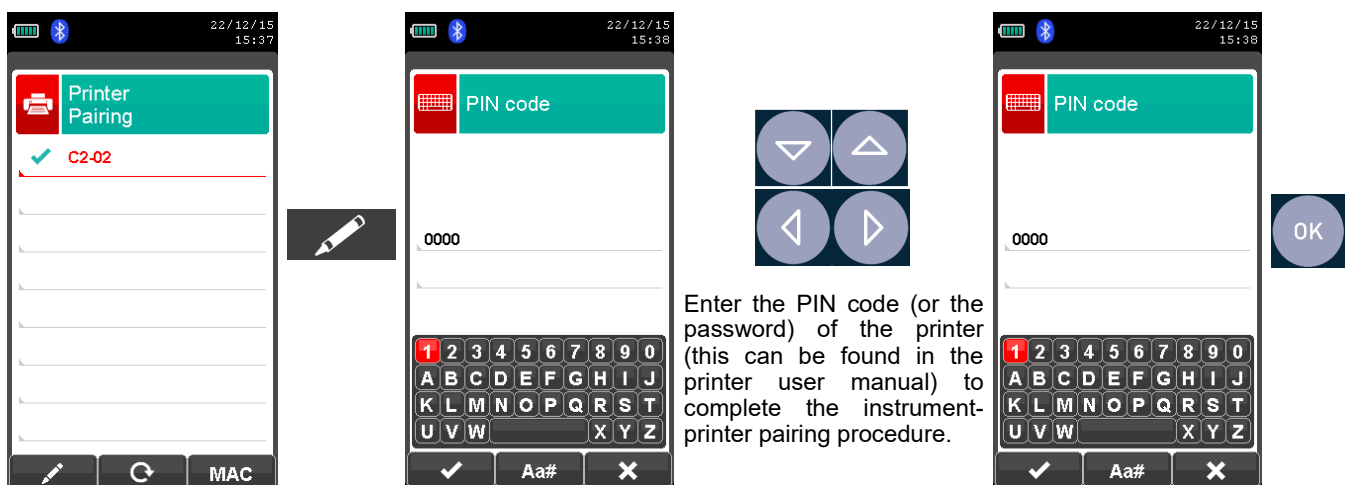 22/12/15
15:37
Printer
Pairing
C2-02
MAC
22/12/15
15:38
PIN code
0000
1 2 3 4 5 6 7 8 9 0
A B C D E F G H I J
K L M N O P Q R S T
U V W X Y Z
Aa#
Enter the PIN code (or the
password) of the printer
(this can be found in the
printer user manual) to
complete the instrument-
printer pairing procedure.
22/12/15
15:38
PIN code
0000
1 2 3 4 5 6 7 8 9 0
A B C D E F G H I J
K L M N O P Q R S T
U V W X Y Z
Aa#
OK